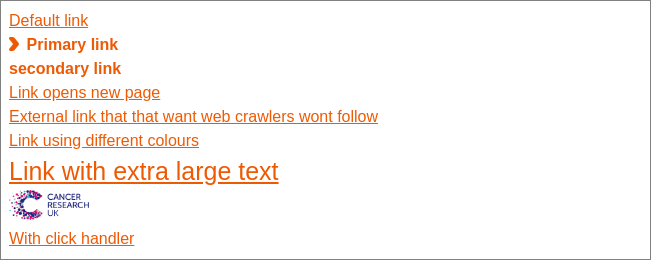 Default link
Primary link
secondary link
Link opens new page
External link that that want web crawlers wont follow
Link using different colours
Link with extra large text
CANCER
RESEARCH
UK
With click handler